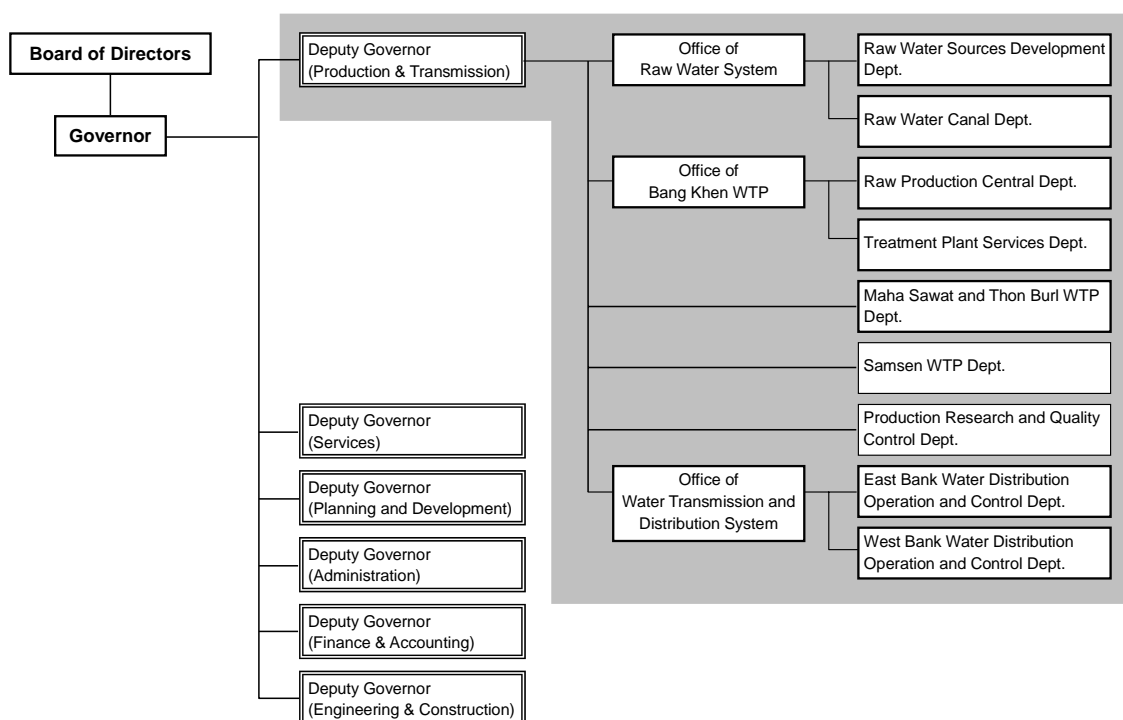 Board of Directors
Governor
Deputy Governor
(Production & Transmission)
Deputy Governor
(Services)
Deputy Governor
(Planning and Development)
Deputy Governor
(Administration)
Deputy Governor
(Finance & Accounting)
Deputy Governor
(Engineering & Construction)
Office of
Raw Water System
Office of
Bang Khen WTP
Office of
Water Transmission and
Distribution System
Raw Water Sources Development
Dept.
Raw Water Canal Dept.
Raw Production Central Dept.
Treatment Plant Services Dept.
Maha Sawat and Thon Burl WTP
Dept.
Samsen WTP Dept.
Production Research and Quality
Control Dept.
East Bank Water Distribution
Operation and Control Dept.
West Bank Water Distribution
Operation and Control Dept.